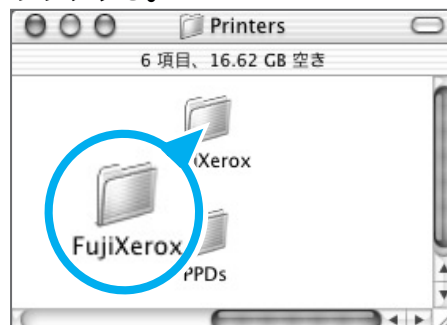 Printers
6 項目、16.62 GB 空き
Xerox
FujiXerox
PPDs